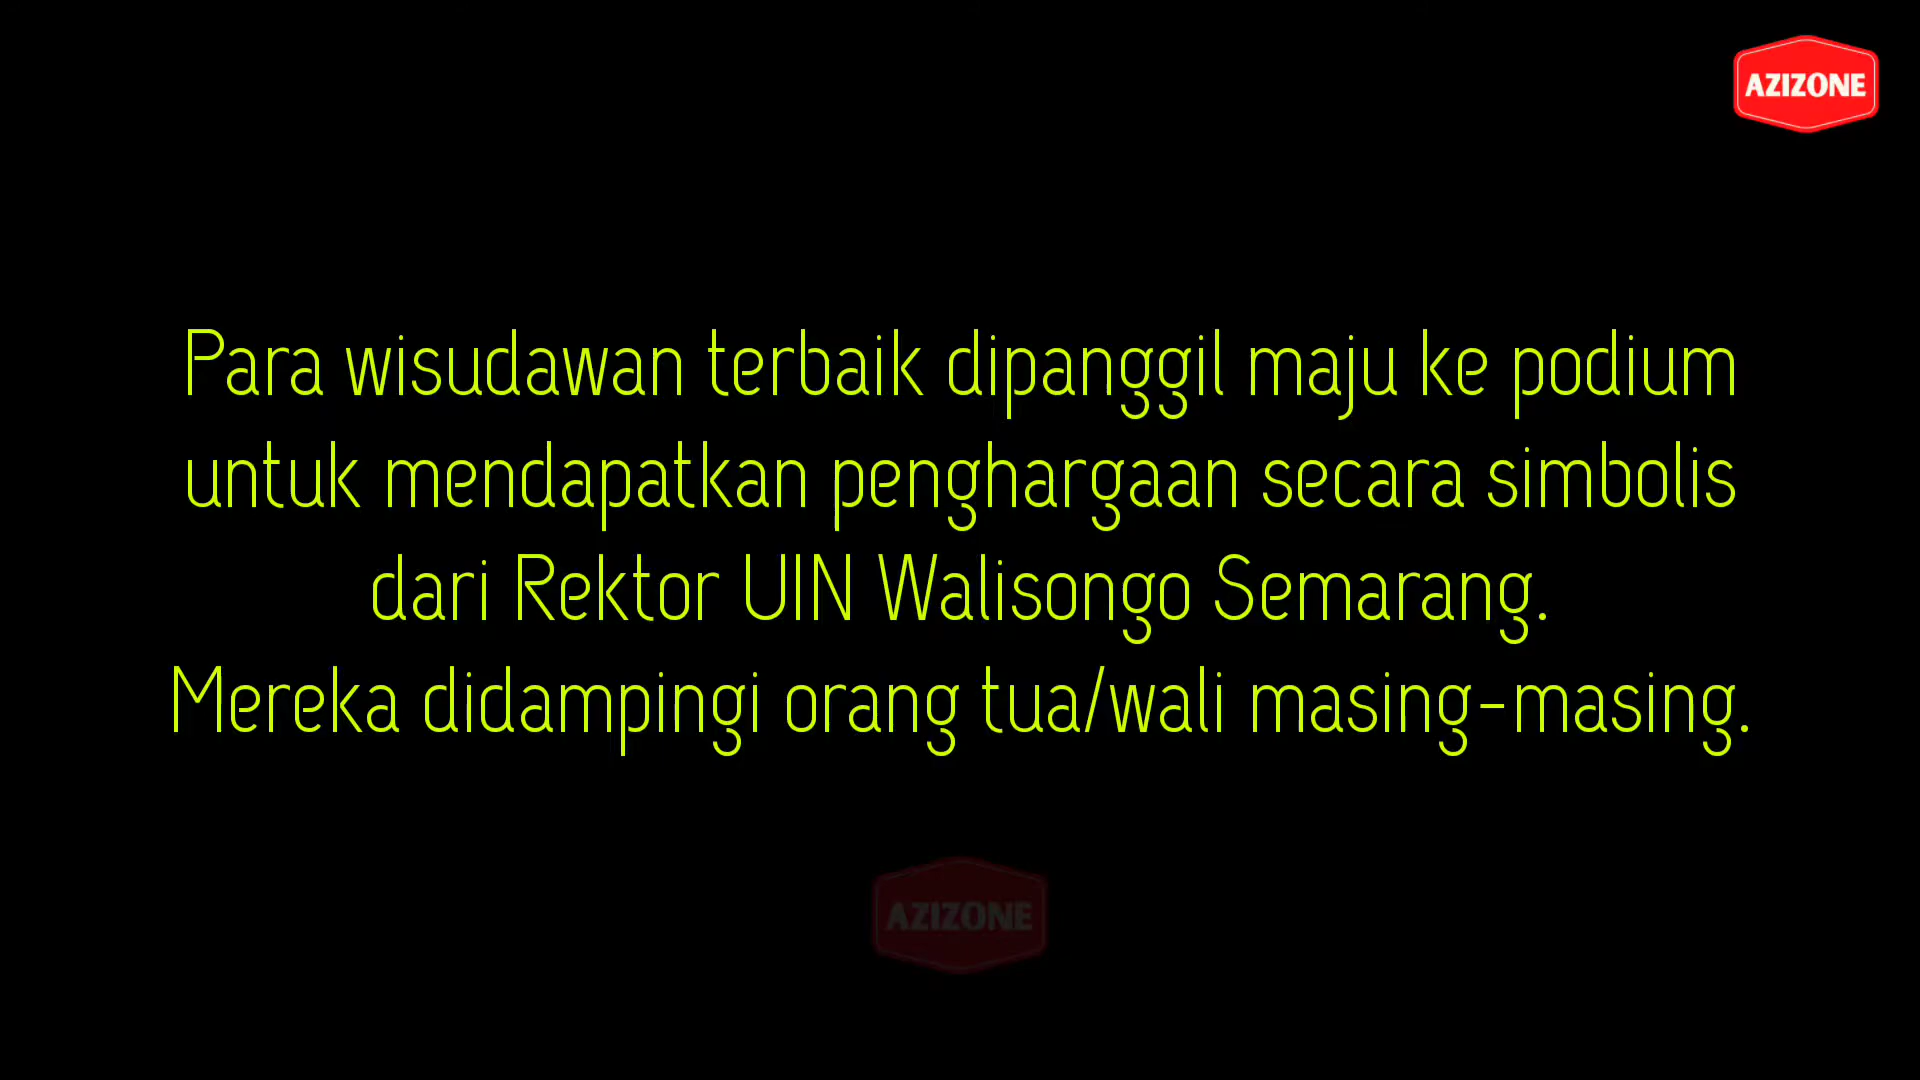 AZIZONE
Para wisudawan terbaik dipanggil maju ke podium
untuk mendapatkan penghargaan secara simbolis
dari Rektor UIN Walisongo Semarang.
Mereka didampingi orang tua/wali masing-masing.
AZIZONE